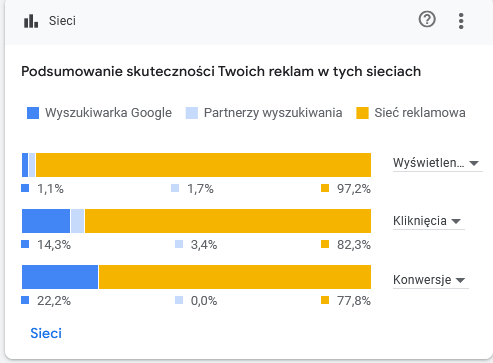 Sieci
Podsumowanie skuteczności Twoich reklam w tych sieciach
Wyszukiwarka Google Partnerzy wyszukiwania Sieć reklamowa
Wyświetlen...
1,1% 1,7% 97,2%
Kliknięcia
14,3% 3,4% 82,3%
Konwersje
22,2% 0,0% 77,8%
Sieci